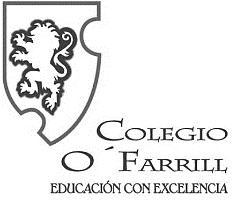 COLEGIO
O´FARRILL
EDUCACIÓN CON EXCELENCIA